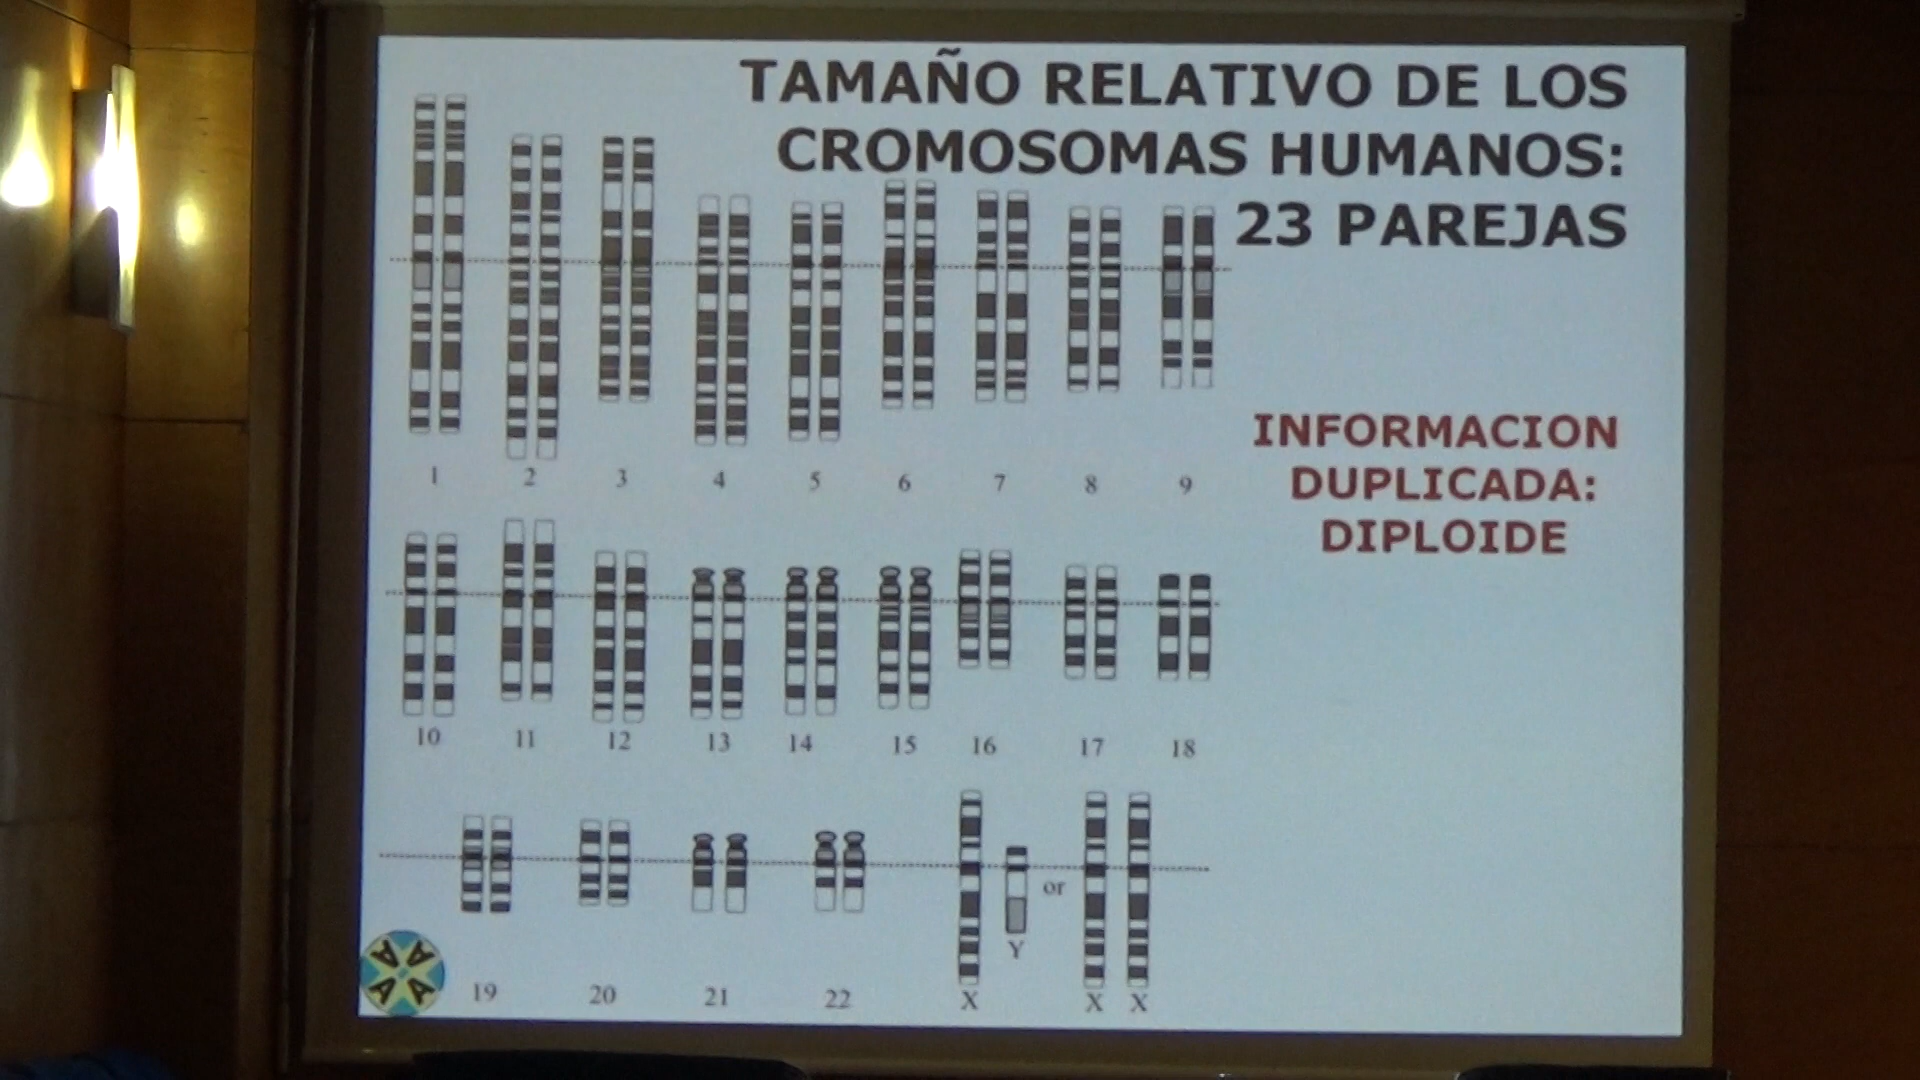 TAMAÑO RELATIVO DE LOS
CROMOSOMAS HUMANOS:
23 PAREJAS
1 2 3 4 5 6 7 8 9
INFORMACION
DUPLICADA:
DIPLOIDE
10 11 12 13 14 15 16 17 18
or
Y
19 20 21 22 X X X
A A A A